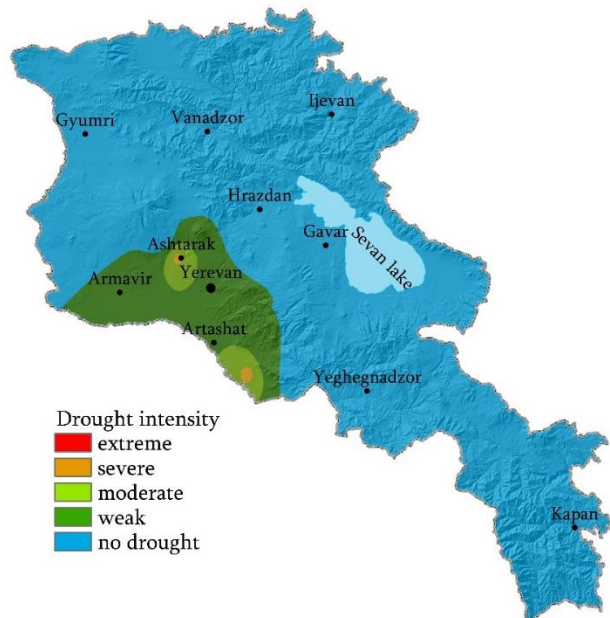 Ijevan
Gyumri
Vanadzor
Hrazdan
Gavar
Sevan lake
Ashtarak
Armavir
Yerevan
Artashat
Yeghegnadzor
Kapan
Drought intensity
extreme
severe
moderate
weak
no drought